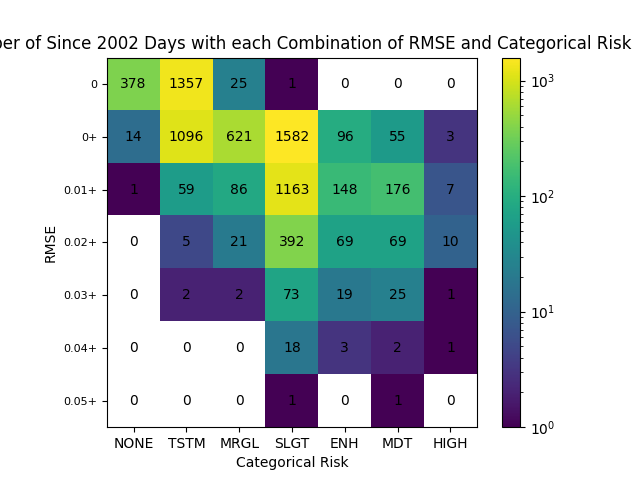 of Since 2002 Days with each Combination of RMSE and Categorical Risk
0 378 1357 25 1 0 0 0
0+ 14 1096 621 1582 96 55 3
0.01+ 1 59 86 1163 148 176 7
0.02+ 0 5 21 392 69 69 10
0.03+ 0 2 2 73 19 25 1
0.04+ 0 0 0 18 3 2 1
0.05+ 0 0 0 1 0 1 0
NONE TSTM MRGL SLGT ENH MDT HIGH
Categorical Risk
RMSE
10³
10²
10¹
10⁰